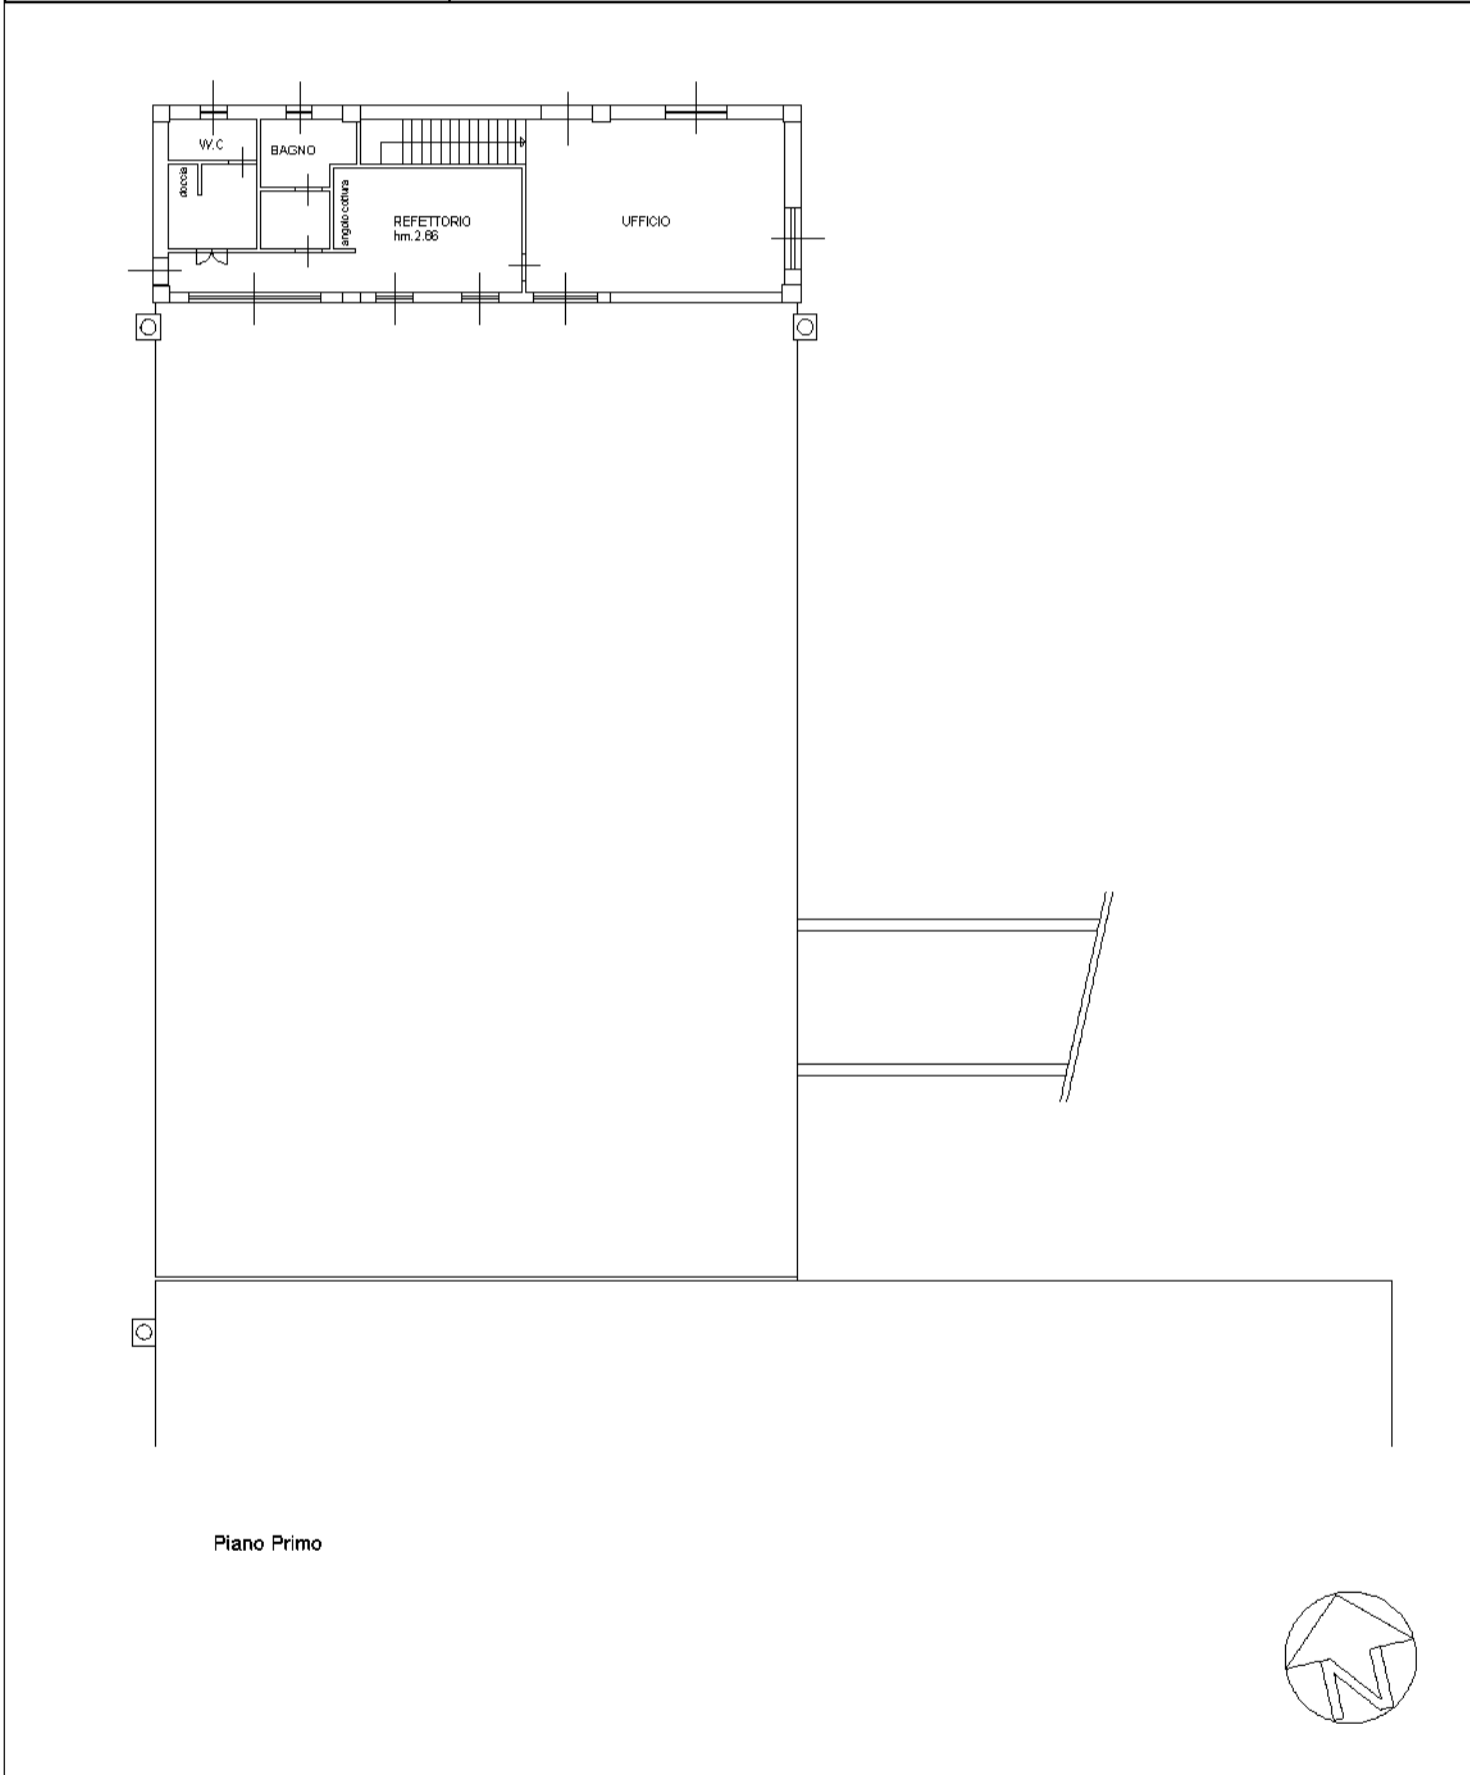 W.C
BAGNO
doccia
angolo cottura
REFETTORIO
hm.2.86
UFFICIO
Piano Primo
N